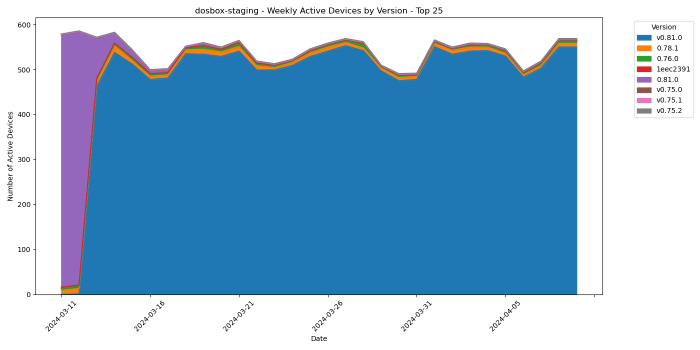 dosbox-staging - Weekly Active Devices by Version - Top 25
Number of Active Devices
600
500
400
300
200
100
0
2024-03-11
2024-03-16
2024-03-21
2024-03-26
2024-03-31
2024-04-05
Date
Version
v0.81.0
0.78.1
0.76.0
1eec2391
0.81.0
v0.75.0
v0.75.1
v0.75.2